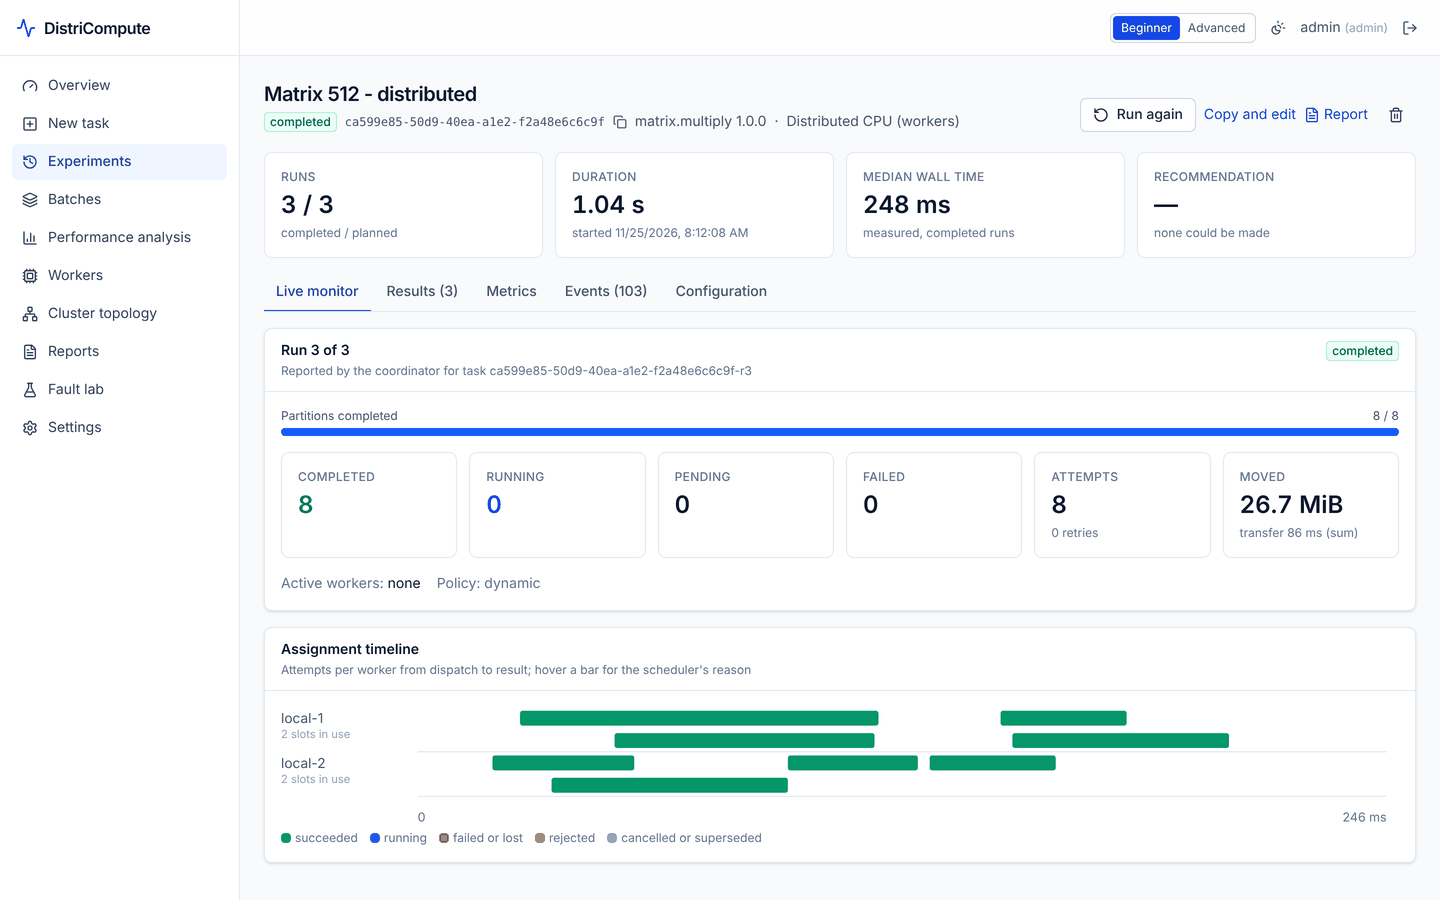 DistriCompute
Beginner Advanced admin (admin)
Overview
New task
Experiments
Batches
Performance analysis
Workers
Cluster topology
Reports
Fault lab
Settings
Matrix 512 - distributed
completed ca599e85-50d9-40ea-a1e2-f2a48e6c6c9f matrix.multiply 1.0.0 · Distributed CPU (workers)
Run again Copy and edit Report
RUNS
3 / 3
completed / planned
DURATION
1.04 s
started 11/25/2026, 8:12:08 AM
MEDIAN WALL TIME
248 ms
measured, completed runs
RECOMMENDATION
—
none could be made
Live monitor Results (3) Metrics Events (103) Configuration
Run 3 of 3
completed
Reported by the coordinator for task ca599e85-50d9-40ea-a1e2-f2a48e6c6c9f-r3
Partitions completed 8 / 8
COMPLETED
8
RUNNING
0
PENDING
0
FAILED
0
ATTEMPTS
8
0 retries
MOVED
26.7 MiB
transfer 86 ms (sum)
Active workers: none Policy: dynamic
Assignment timeline
Attempts per worker from dispatch to result; hover a bar for the scheduler's reason
local-1
2 slots in use
local-2
2 slots in use
0 246 ms
succeeded running failed or lost rejected cancelled or superseded